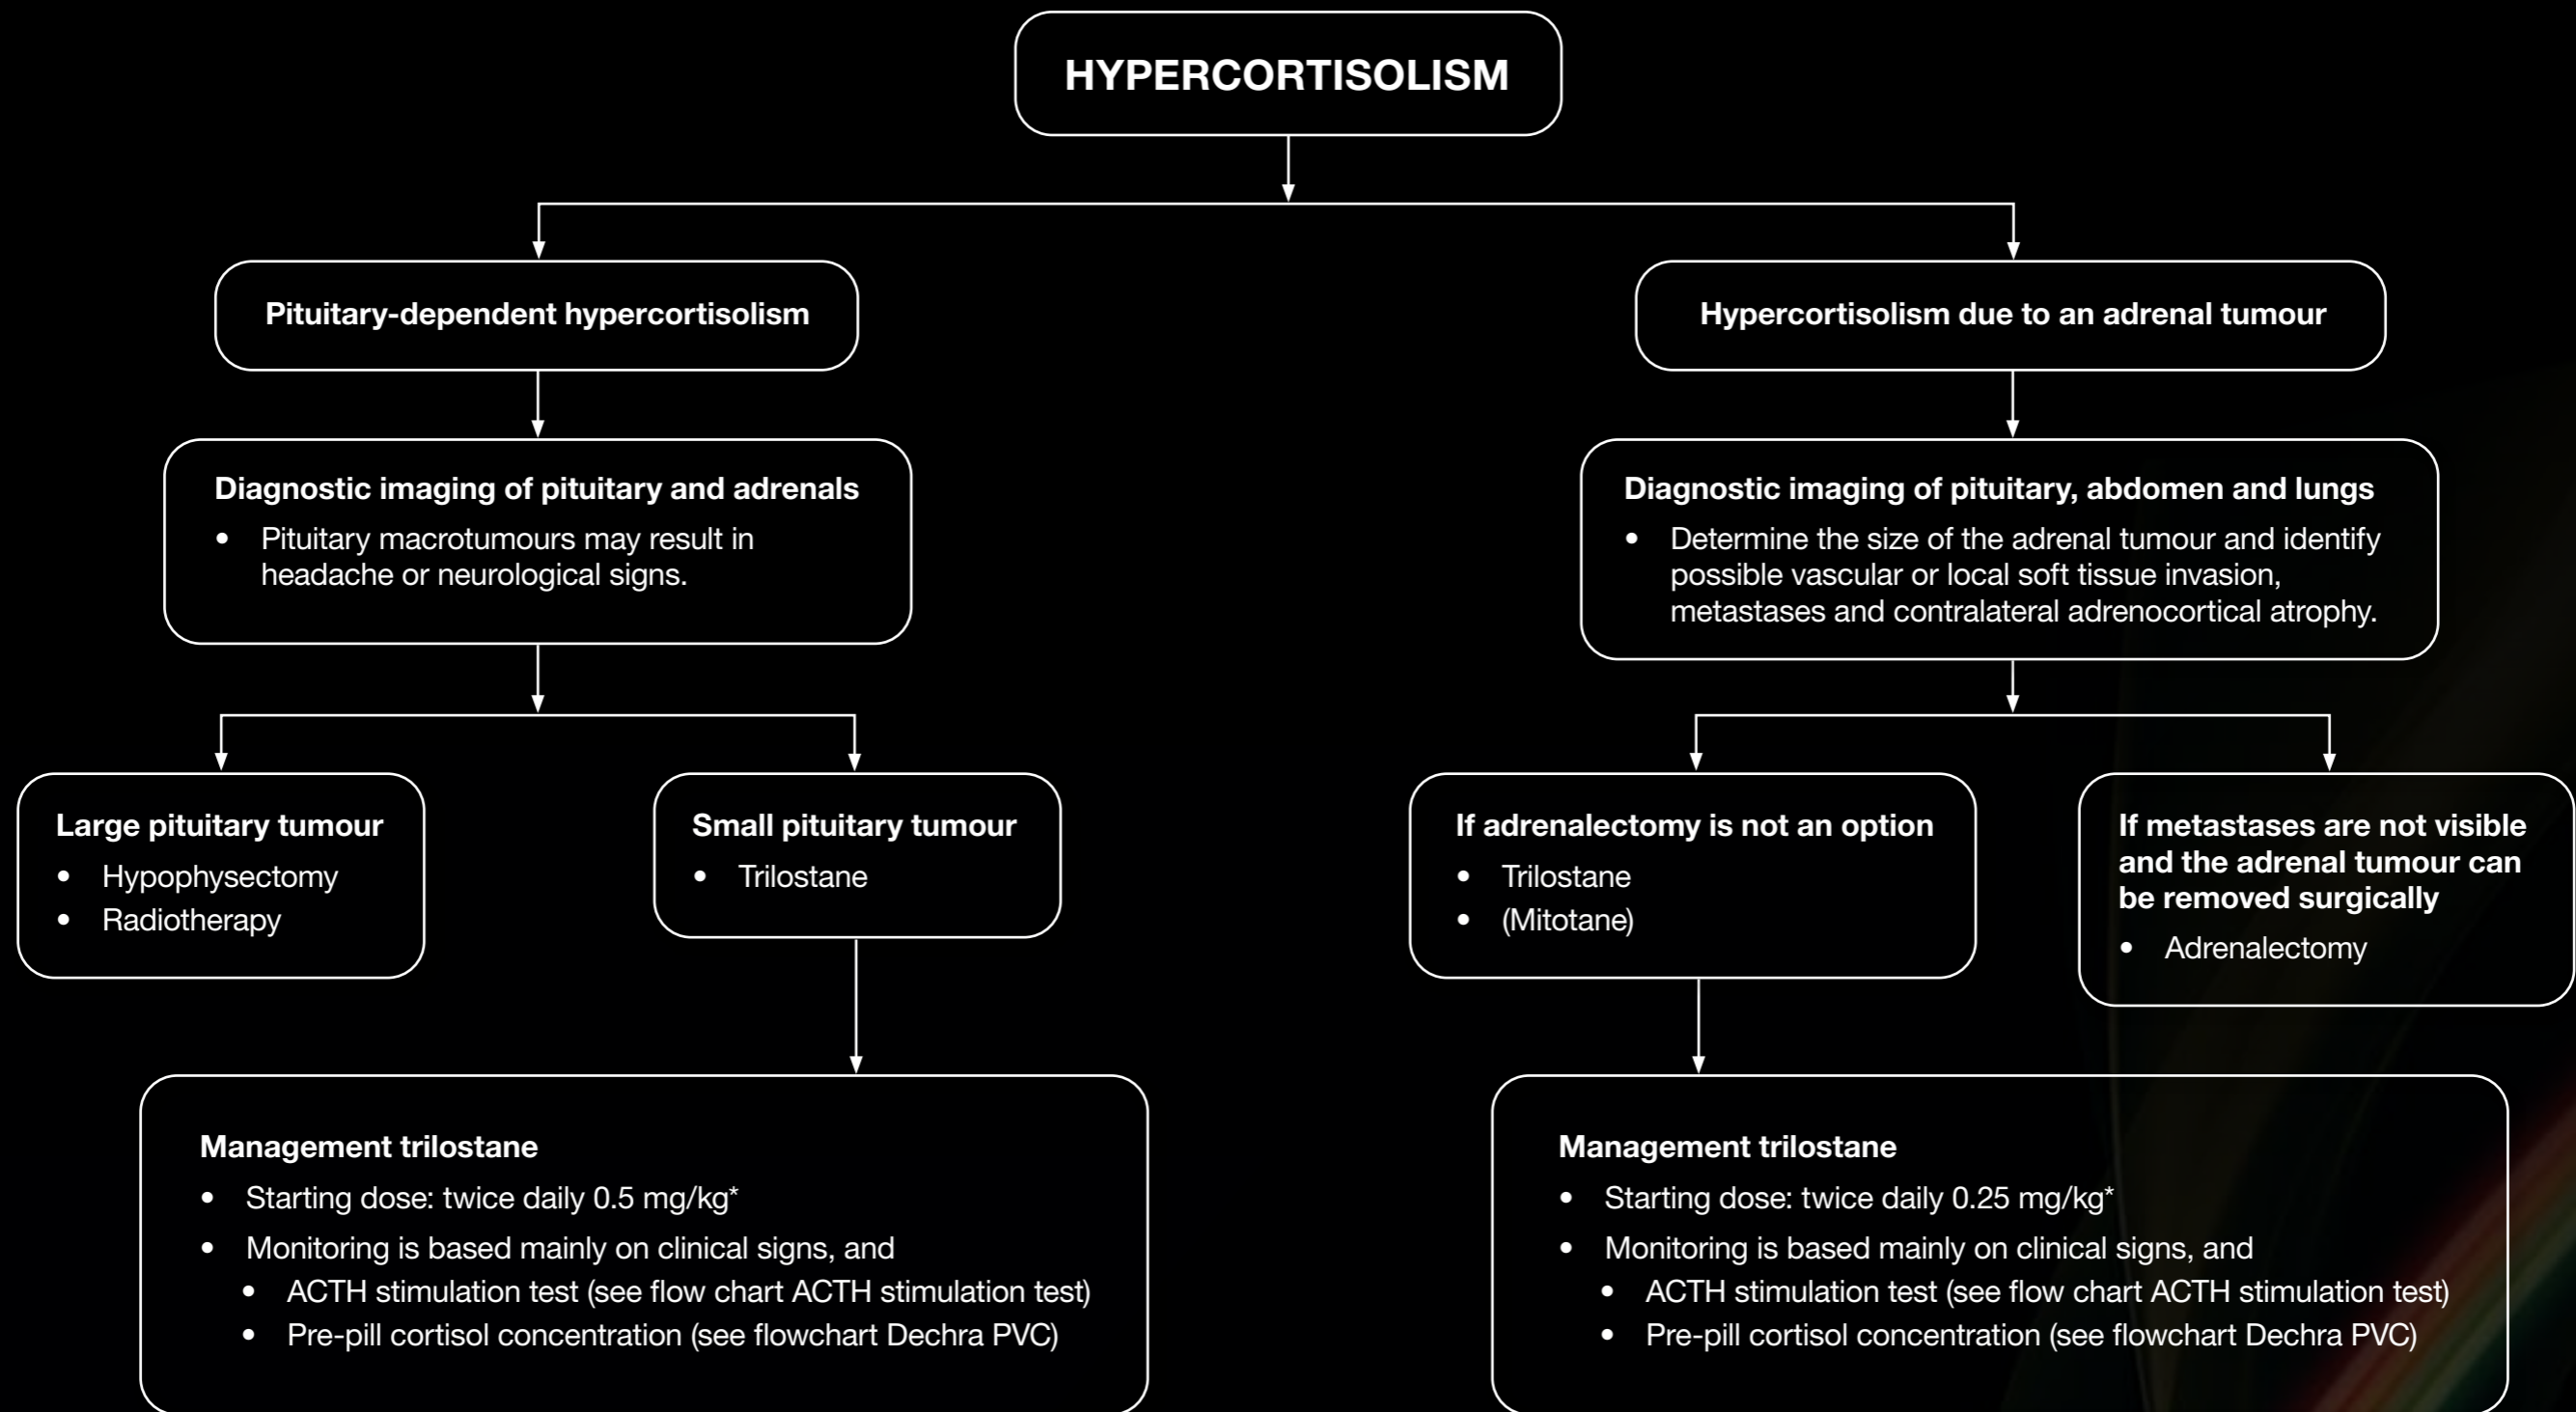 HYPERCORTISOLISM
Pituitary-dependent hypercortisolism
Diagnostic imaging of pituitary and adrenals
• Pituitary macrotumours may result in
headache or neurological signs.
Large pituitary tumour
• Hypophysectomy
• Radiotherapy
Small pituitary tumour
• Trilostane
Management trilostane
• Starting dose: twice daily 0.5 mg/kg*
• Monitoring is based mainly on clinical signs, and
• ACTH stimulation test (see flow chart ACTH stimulation test)
• Pre-pill cortisol concentration (see flowchart Dechra PVC)
Hypercortisolism due to an adrenal tumour
Diagnostic imaging of pituitary, abdomen and lungs
• Determine the size of the adrenal tumour and identify
possible vascular or local soft tissue invasion,
metastases and contralateral adrenocortical atrophy.
If adrenalectomy is not an option
• Trilostane
• (Mitotane)
If metastases are not visible
and the adrenal tumour can
be removed surgically
• Adrenalectomy
Management trilostane
• Starting dose: twice daily 0.25 mg/kg*
• Monitoring is based mainly on clinical signs, and
• ACTH stimulation test (see flow chart ACTH stimulation test)
• Pre-pill cortisol concentration (see flowchart Dechra PVC)